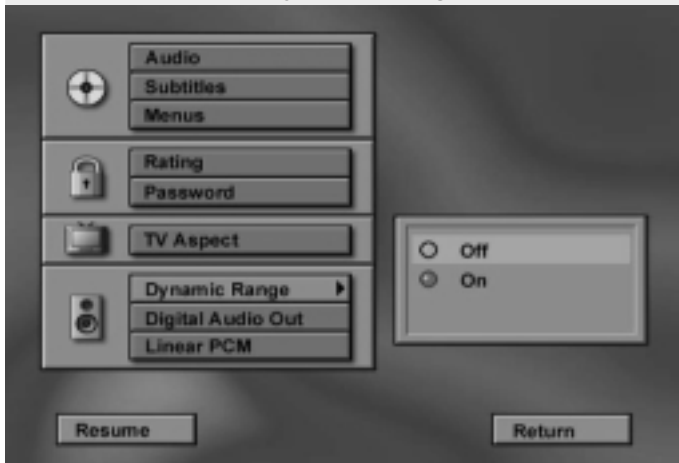 Audio
Subtitles
Menus
Rating
Password
TV Aspect
Dynamic Range
Digital Audio Out
Linear PCM
Off
On
Resume
Return